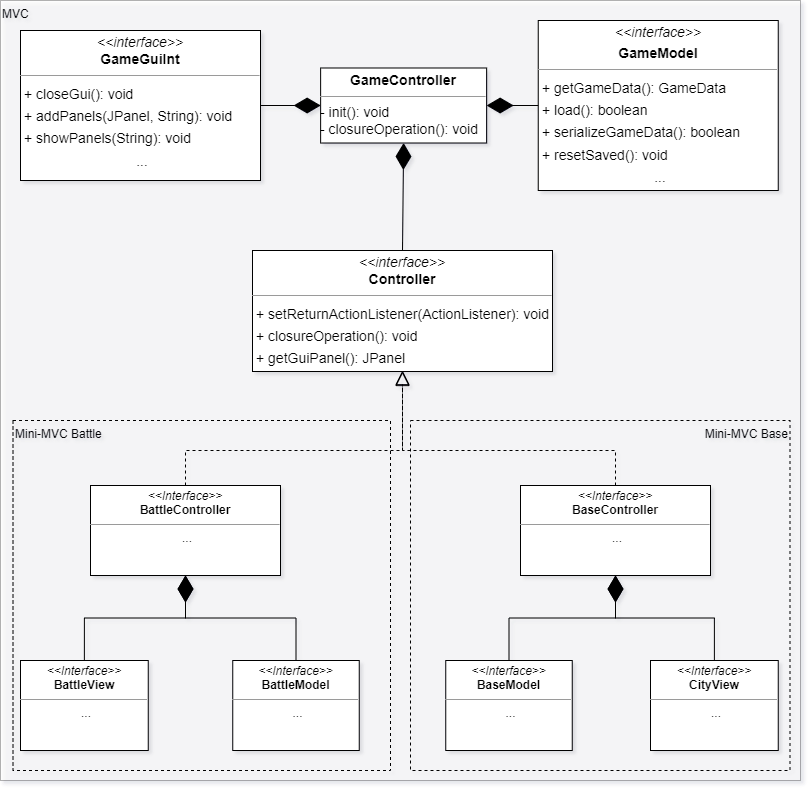 MVC
<<interface>>
GameGuiInt
+ closeGui(): void
+ addPanels(JPanel, String): void
+ showPanels(String): void
...
GameController
- init(): void
- closureOperation(): void
<<interface>>
GameModel
+ getGameData(): GameData
+ load(): boolean
+ serializeGameData(): boolean
+ resetSaved(): void
...
<<interface>>
Controller
+ setReturnActionListener(ActionListener): void
+ closureOperation(): void
+ getGuiPanel(): JPanel
Mini-MVC Battle
<<Interface>>
BattleController
...
<<Interface>>
BattleView
...
<<Interface>>
BattleModel
...
Mini-MVC Base
<<Interface>>
BaseController
...
<<Interface>>
BaseModel
...
<<Interface>>
CityView
...